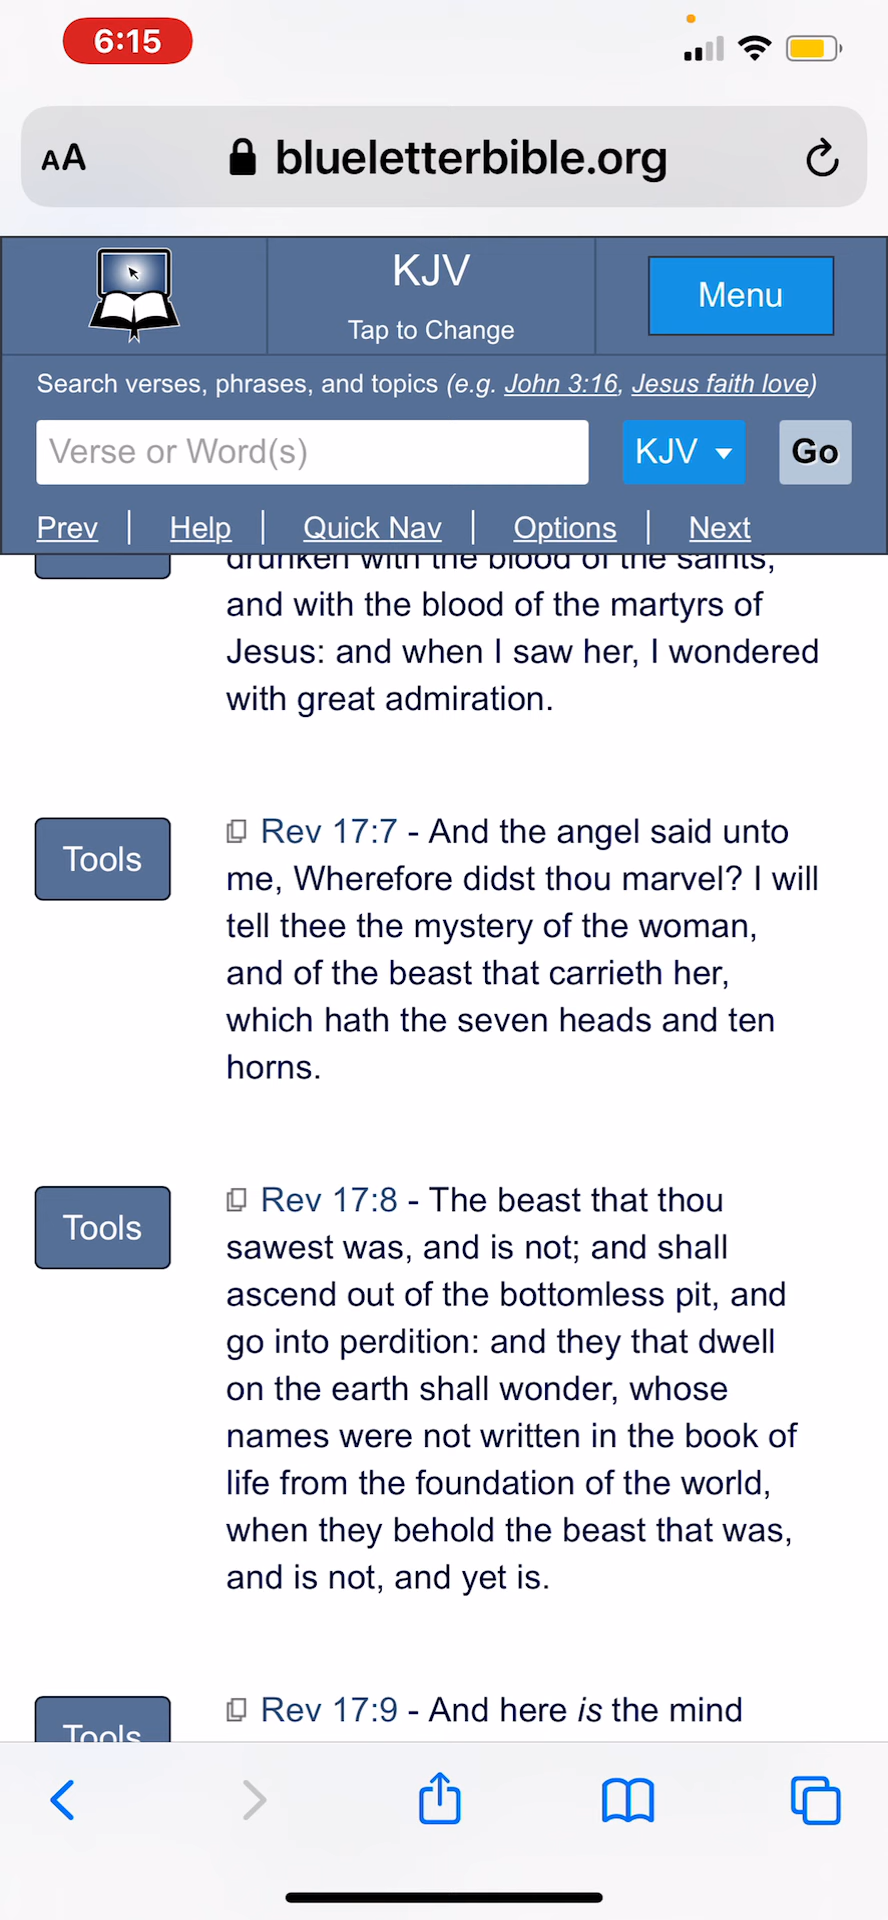 6:15
AA blueletterbible.org
KJV
Tap to Change
Menu
Search verses, phrases, and topics (e.g. John 3:16, Jesus faith love)
Verse or Word(s)
KJV
Go
Prev | Help | Quick Nav | Options | Next
drunken with the blood of the saints,
and with the blood of the martyrs of
Jesus: and when I saw her, I wondered
with great admiration.
Tools
Rev 17:7 - And the angel said unto
me, Wherefore didst thou marvel? I will
tell thee the mystery of the woman,
and of the beast that carrieth her,
which hath the seven heads and ten
horns.
Tools
Rev 17:8 - The beast that thou
sawest was, and is not; and shall
ascend out of the bottomless pit, and
go into perdition: and they that dwell
on the earth shall wonder, whose
names were not written in the book of
life from the foundation of the world,
when they behold the beast that was,
and is not, and yet is.
Tools
Rev 17:9 - And here is the mind